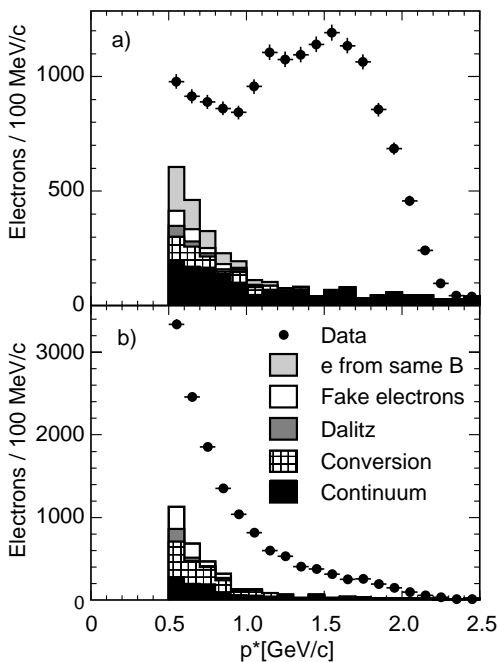 a)
Electrons / 100 MeV/c
1000
500
0
b)
Electrons / 100 MeV/c
3000
2000
1000
0
Data
e from same B
Fake electrons
Dalitz
Conversion
Continuum
0 0.5 1.0 1.5 2.0 2.5
p*[GeV/c]